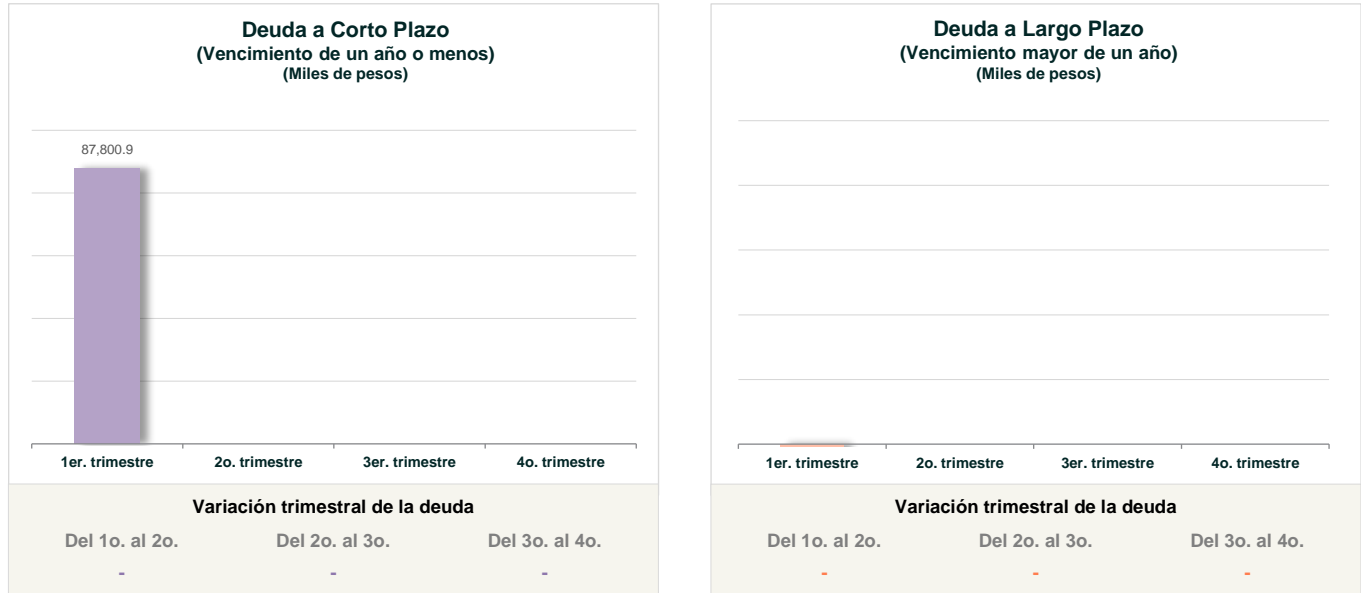 Deuda a Corto Plazo
(Vencimiento de un año o menos)
(Miles de pesos)
87,800.9
1er. trimestre 2o. trimestre 3er. trimestre 4o. trimestre
Variación trimestral de la deuda
Del 1o. al 2o. Del 2o. al 3o. Del 3o. al 4o.
- - -
Deuda a Largo Plazo
(Vencimiento mayor de un año)
(Miles de pesos)
1er. trimestre 2o. trimestre 3er. trimestre 4o. trimestre
Variación trimestral de la deuda
Del 1o. al 2o. Del 2o. al 3o. Del 3o. al 4o.
- - -